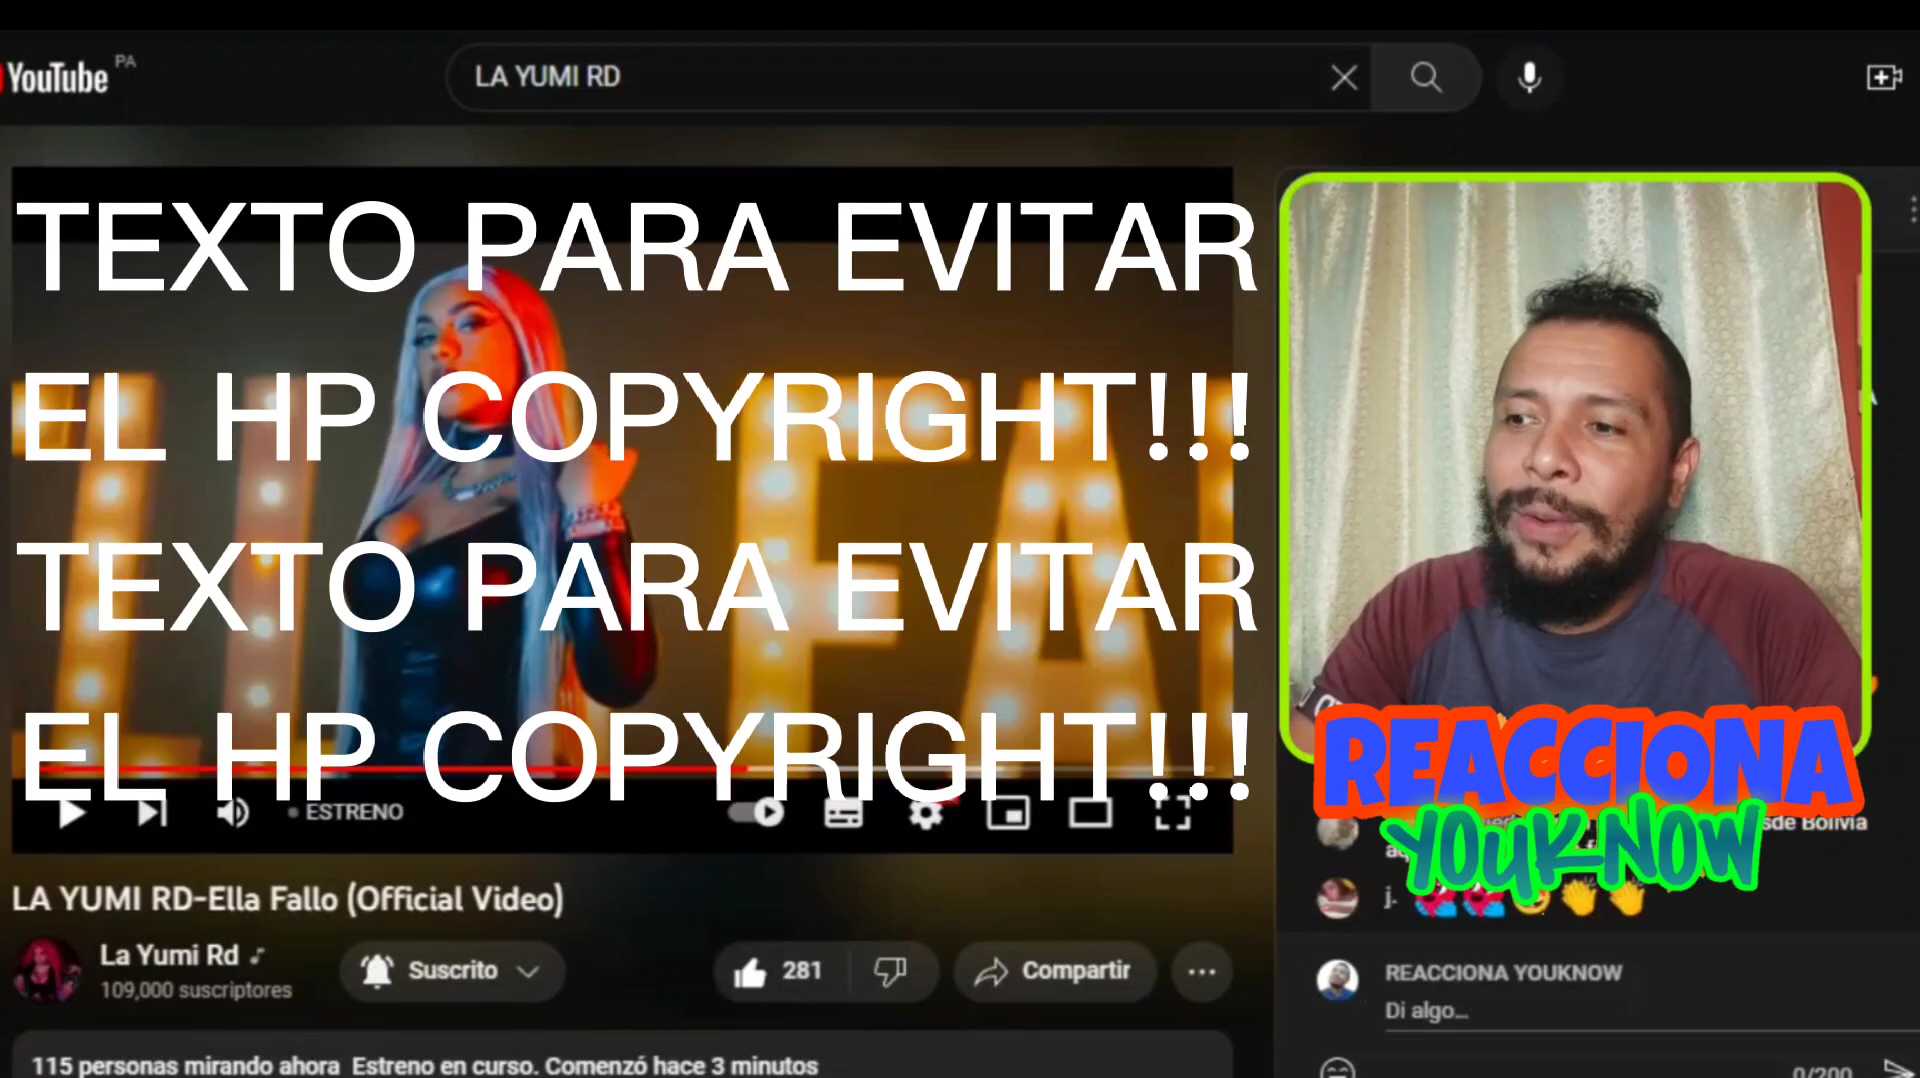 YouTube PA
LA YUMI RD
TEXTO PARA EVITAR
EL HP COPYRIGHT!!!
TEXTO PARA EVITAR
EL HP COPYRIGHT!!!
ESTRENO
LA YUMI RD-Ella Fallo (Official Video)
La Yumi Rd
109,000 suscriptores
Suscrito
281
Compartir
115 personas mirando ahora Estreno en curso. Comenzó hace 3 minutos
REACCIONA
YOUKNOW
Bolivia
j.
REACCIONA YOUKNOW
Di algo...
0/200